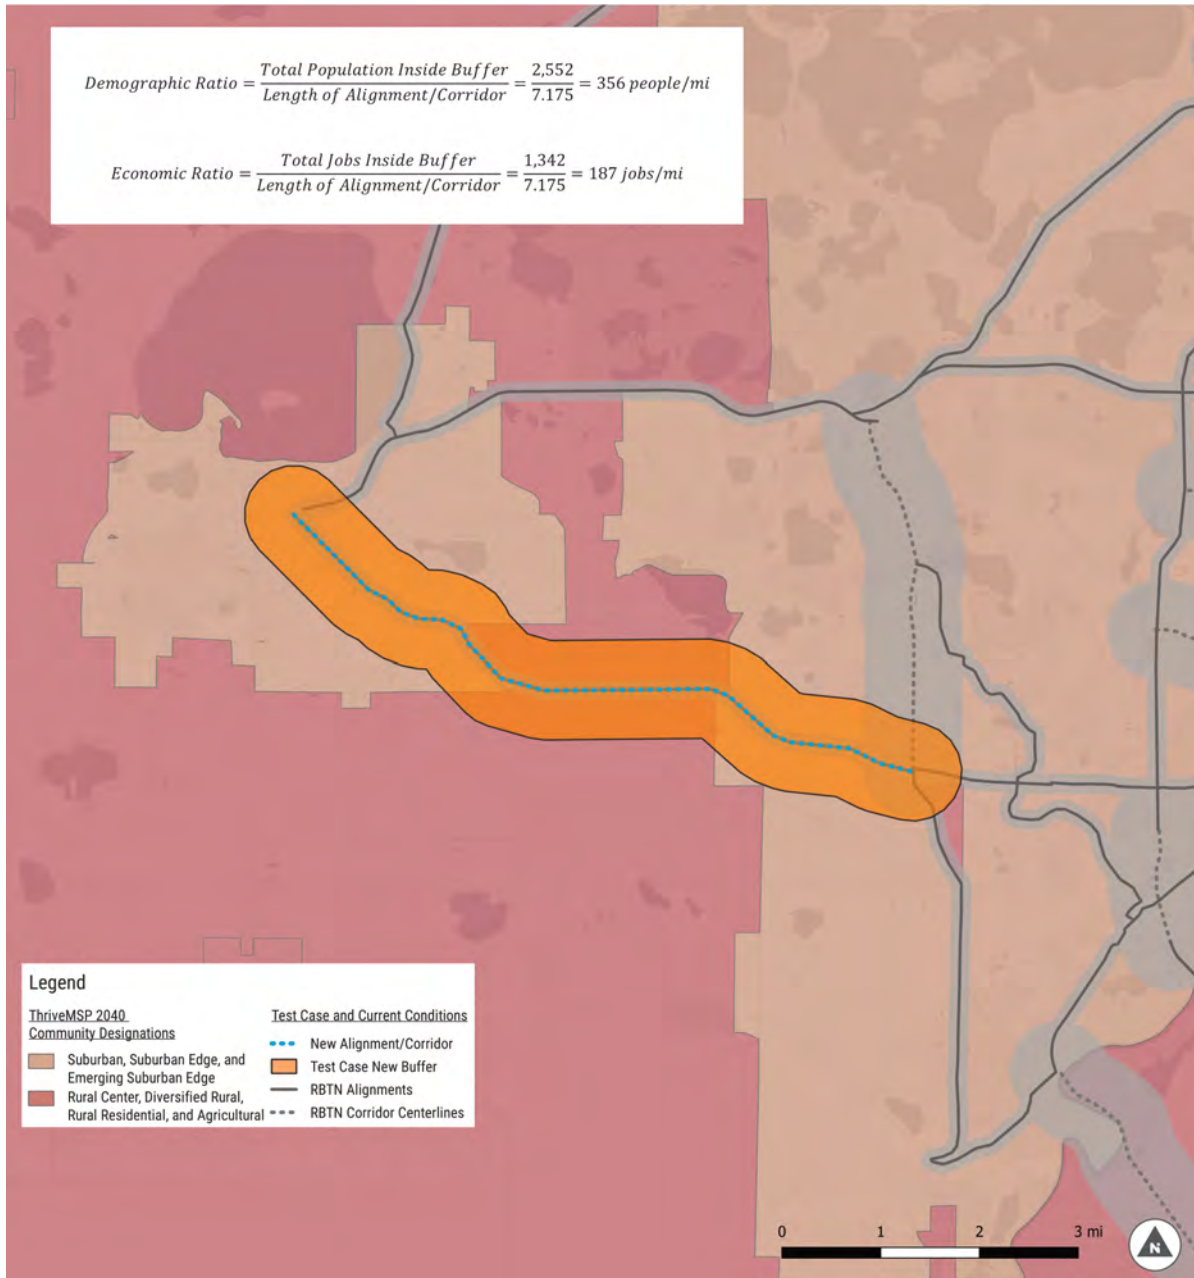 Demographic Ratio = Total Population Inside Buffer / Length of Alignment/Corridor = 2,552 / 7.175 = 356 people/mi
Economic Ratio = Total Jobs Inside Buffer / Length of Alignment/Corridor = 1,342 / 7.175 = 187 jobs/mi
Legend
ThriveMSP 2040
Community Designations
Suburban, Suburban Edge, and
Emerging Suburban Edge
Rural Center, Diversified Rural,
Rural Residential, and Agricultural
Test Case and Current Conditions
New Alignment/Corridor
Test Case New Buffer
RBTN Alignments
RBTN Corridor Centerlines
0 1 2 3 mi
N